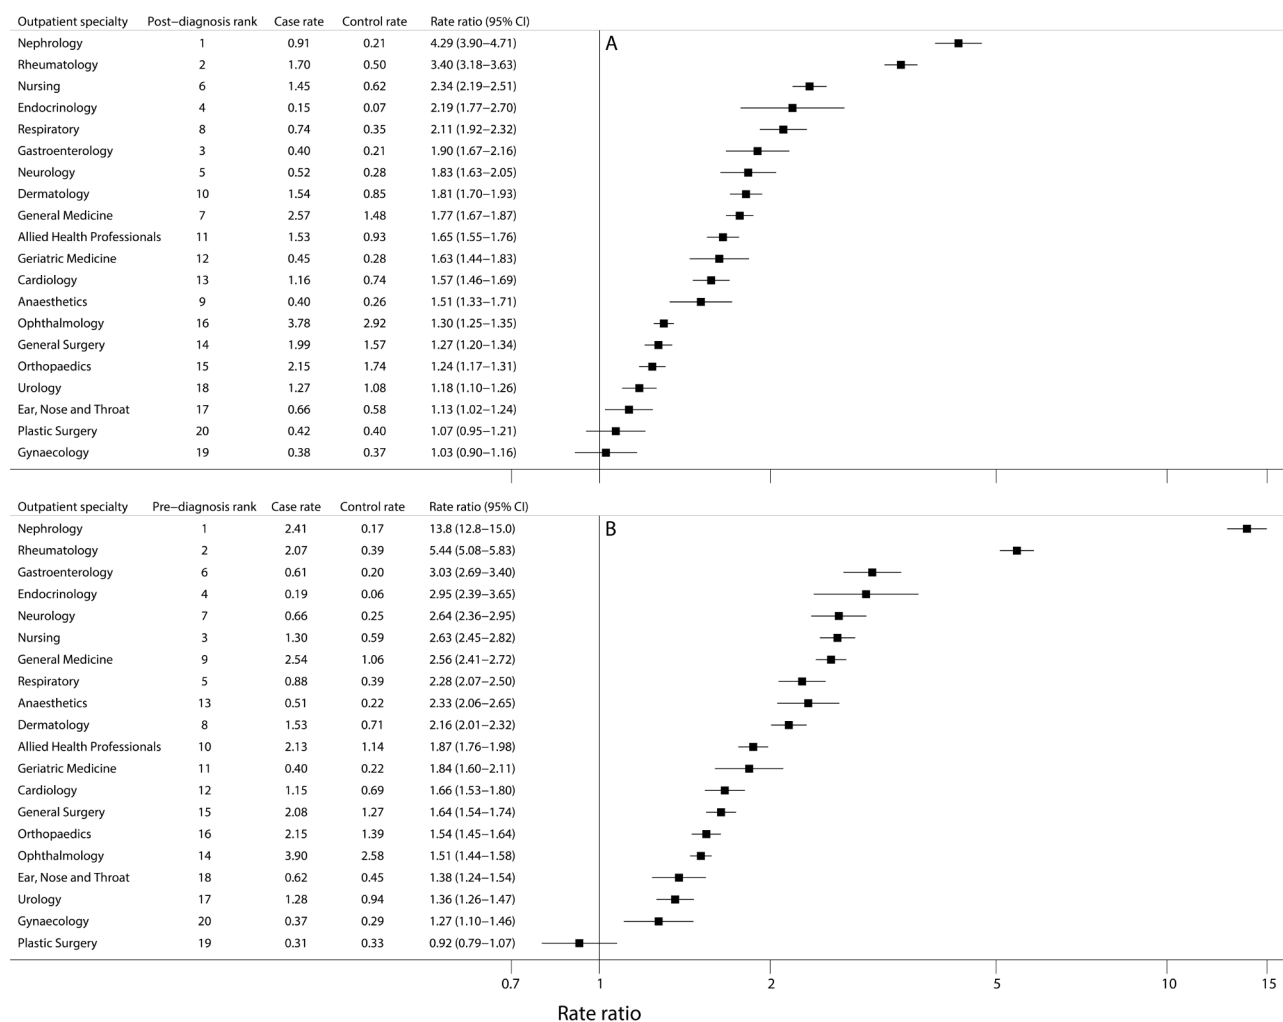 Outpatient specialty Post−diagnosis rank Case rate Control rate Rate ratio (95% CI)
A
Nephrology 1 0.91 0.21 4.29 (3.90−4.71)
Rheumatology 2 1.70 0.50 3.40 (3.18−3.63)
Nursing 6 1.45 0.62 2.34 (2.19−2.51)
Endocrinology 4 0.15 0.07 2.19 (1.77−2.70)
Respiratory 8 0.74 0.35 2.11 (1.92−2.32)
Gastroenterology 3 0.40 0.21 1.90 (1.67−2.16)
Neurology 5 0.52 0.28 1.83 (1.63−2.05)
Dermatology 10 1.54 0.85 1.81 (1.70−1.93)
General Medicine 7 2.57 1.48 1.77 (1.67−1.87)
Allied Health Professionals 11 1.53 0.93 1.65 (1.55−1.76)
Geriatric Medicine 12 0.45 0.28 1.63 (1.44−1.83)
Cardiology 13 1.16 0.74 1.57 (1.46−1.69)
Anaesthetics 9 0.40 0.26 1.51 (1.33−1.71)
Ophthalmology 16 3.78 2.92 1.30 (1.25−1.35)
General Surgery 14 1.99 1.57 1.27 (1.20−1.34)
Orthopaedics 15 2.15 1.74 1.24 (1.17−1.31)
Urology 18 1.27 1.08 1.18 (1.10−1.26)
Ear, Nose and Throat 17 0.66 0.58 1.13 (1.02−1.24)
Plastic Surgery 20 0.42 0.40 1.07 (0.95−1.21)
Gynaecology 19 0.38 0.37 1.03 (0.90−1.16)
Outpatient specialty Pre−diagnosis rank Case rate Control rate Rate ratio (95% CI)
B
Nephrology 1 2.41 0.17 13.8 (12.8−15.0)
Rheumatology 2 2.07 0.39 5.44 (5.08−5.83)
Gastroenterology 6 0.61 0.20 3.03 (2.69−3.40)
Endocrinology 4 0.19 0.06 2.95 (2.39−3.65)
Neurology 7 0.66 0.25 2.64 (2.36−2.95)
Nursing 3 1.30 0.59 2.63 (2.45−2.82)
General Medicine 9 2.54 1.06 2.56 (2.41−2.72)
Respiratory 5 0.88 0.39 2.28 (2.07−2.50)
Anaesthetics 13 0.51 0.22 2.33 (2.06−2.65)
Dermatology 8 1.53 0.71 2.16 (2.01−2.32)
Allied Health Professionals 10 2.13 1.14 1.87 (1.76−1.98)
Geriatric Medicine 11 0.40 0.22 1.84 (1.60−2.11)
Cardiology 12 1.15 0.69 1.66 (1.53−1.80)
General Surgery 15 2.08 1.27 1.64 (1.54−1.74)
Orthopaedics 16 2.15 1.39 1.54 (1.45−1.64)
Ophthalmology 14 3.90 2.58 1.51 (1.44−1.58)
Ear, Nose and Throat 18 0.62 0.45 1.38 (1.24−1.54)
Urology 17 1.28 0.94 1.36 (1.26−1.47)
Gynaecology 20 0.37 0.29 1.27 (1.10−1.46)
Plastic Surgery 19 0.31 0.33 0.92 (0.79−1.07)
0.7 1 2 5 10 15
Rate ratio